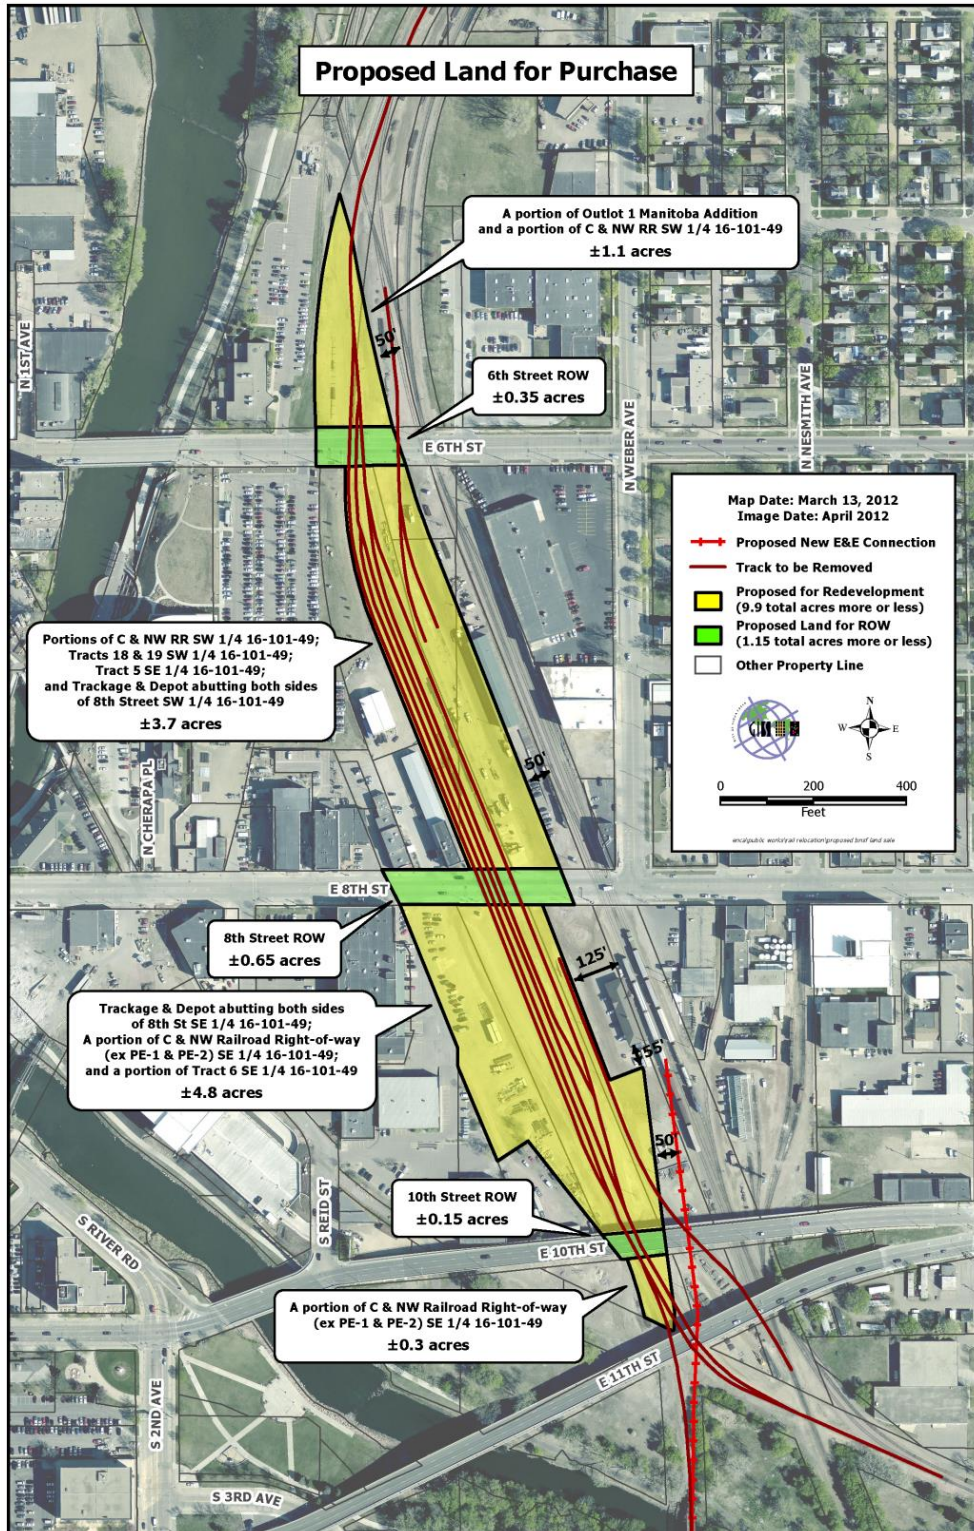 Proposed Land for Purchase
A portion of Outlot 1 Manitoba Addition
and a portion of C & NW RR SW 1/4 16-101-49
±1.1 acres
50'
6th Street ROW
±0.35 acres
N 1ST AVE
E 6TH ST
N WEBER AVE
N NESMITH AVE
Map Date: March 13, 2012
Image Date: April 2012
Proposed New E&E Connection
Track to be Removed
Proposed for Redevelopment
(9.9 total acres more or less)
Proposed Land for ROW
(1.15 total acres more or less)
Other Property Line
N
W
E
S
0 200 400
Feet
Portions of C & NW RR SW 1/4 16-101-49;
Tracts 18 & 19 SW 1/4 16-101-49;
Tract 5 SE 1/4 16-101-49;
and Trackage & Depot abutting both sides
of 8th Street SW 1/4 16-101-49
±3.7 acres
50'
N CHERAPA PL
E 8TH ST
8th Street ROW
±0.65 acres
125'
Trackage & Depot abutting both sides
of 8th St SE 1/4 16-101-49;
A portion of C & NW Railroad Right-of-way
(ex PE-1 & PE-2) SE 1/4 16-101-49;
and a portion of Tract 6 SE 1/4 16-101-49
±4.8 acres
55'
50'
10th Street ROW
±0.15 acres
S REID ST
S RIVER RD
E 10TH ST
A portion of C & NW Railroad Right-of-way
(ex PE-1 & PE-2) SE 1/4 16-101-49
±0.3 acres
E 11TH ST
S 2ND AVE
S 3RD AVE